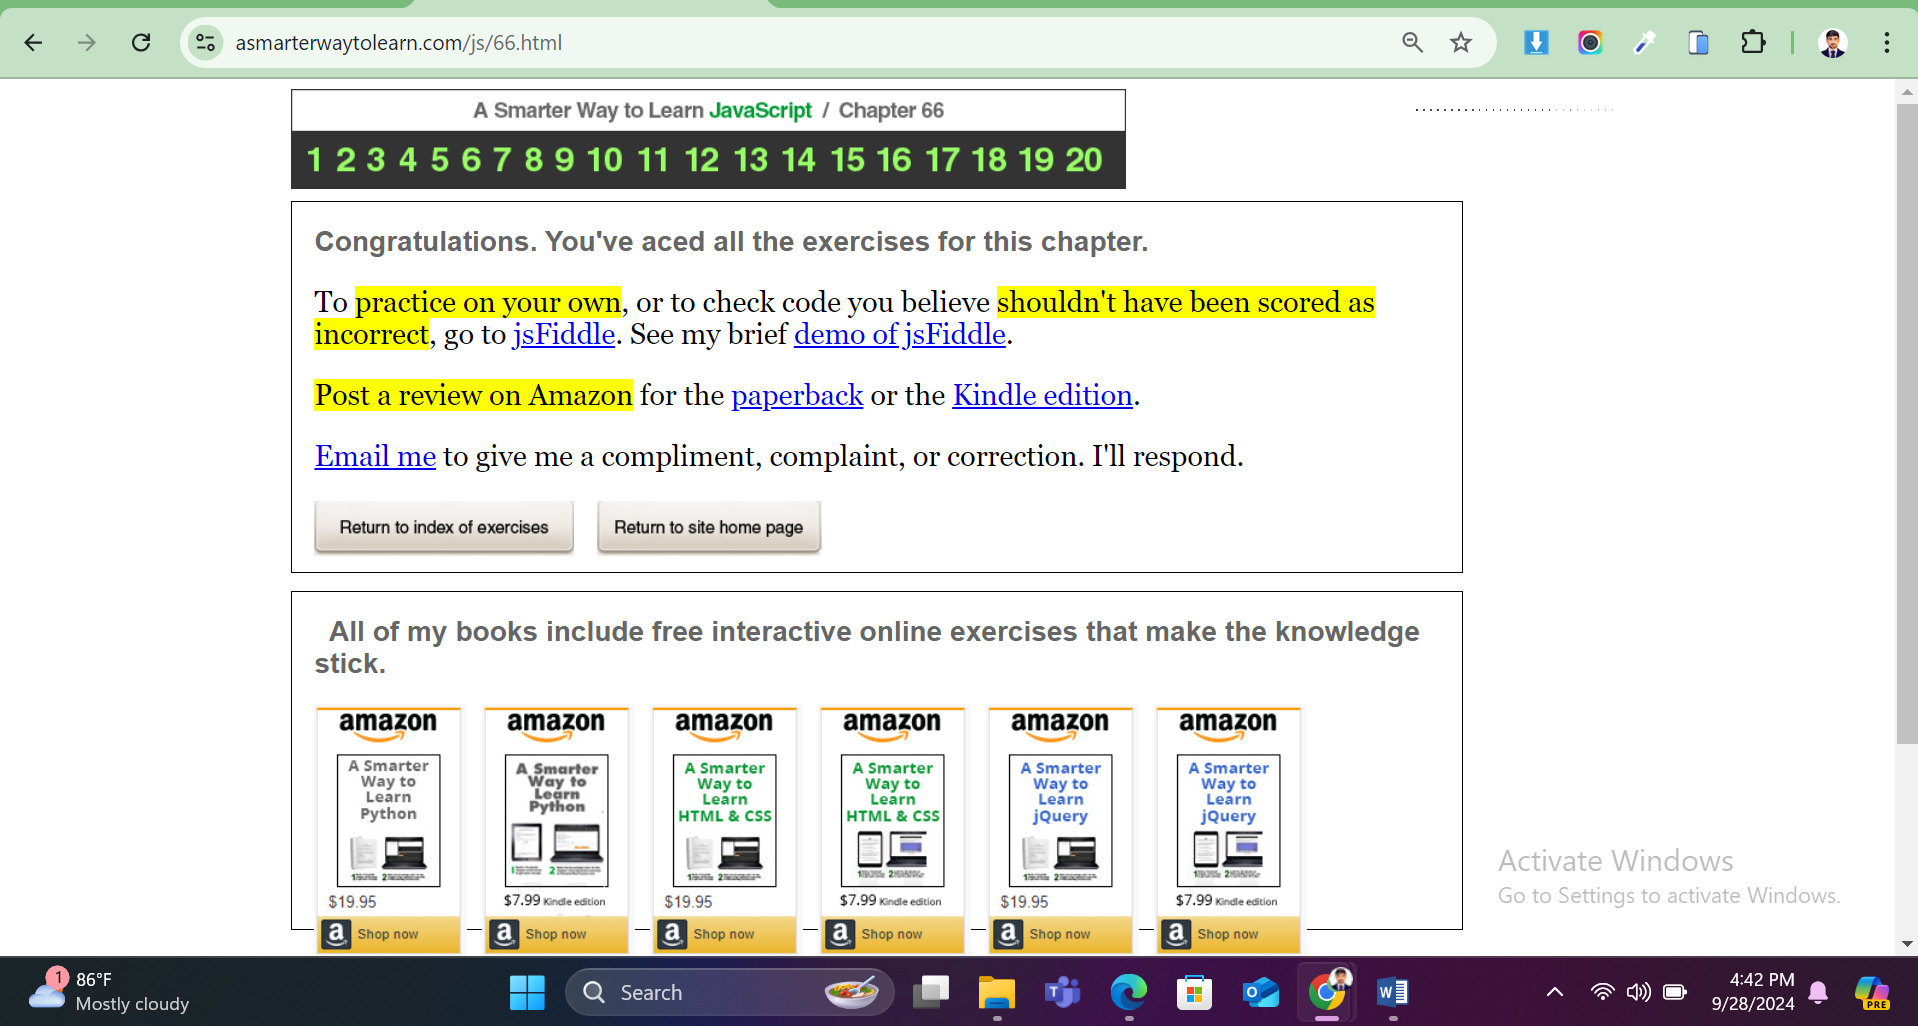 asmarterwaytolearn.com/js/66.html
A Smarter Way to Learn JavaScript / Chapter 66
1 2 3 4 5 6 7 8 9 10 11 12 13 14 15 16 17 18 19 20
Congratulations. You've aced all the exercises for this chapter.
To practice on your own, or to check code you believe shouldn't have been scored as
incorrect, go to jsFiddle. See my brief demo of jsFiddle.
Post a review on Amazon for the paperback or the Kindle edition.
Email me to give me a compliment, complaint, or correction. I'll respond.
Return to index of exercises Return to site home page
All of my books include free interactive online exercises that make the knowledge
stick.
amazon amazon amazon amazon amazon amazon
A Smarter A Smarter A Smarter A Smarter A Smarter A Smarter
Way to Way to Way to Way to Way to Way to
Learn Learn Learn Learn Learn Learn
Python Python HTML & CSS HTML & CSS jQuery jQuery
$19.95 $7.99 Kindle edition $19.95 $7.99 Kindle edition $19.95 $7.99 Kindle edition
a Shop now a Shop now a Shop now a Shop now a Shop now a Shop now
Activate Windows
Go to Settings to activate Windows.
1 86°F
Mostly cloudy
Search
4:42 PM
9/28/2024
PRE